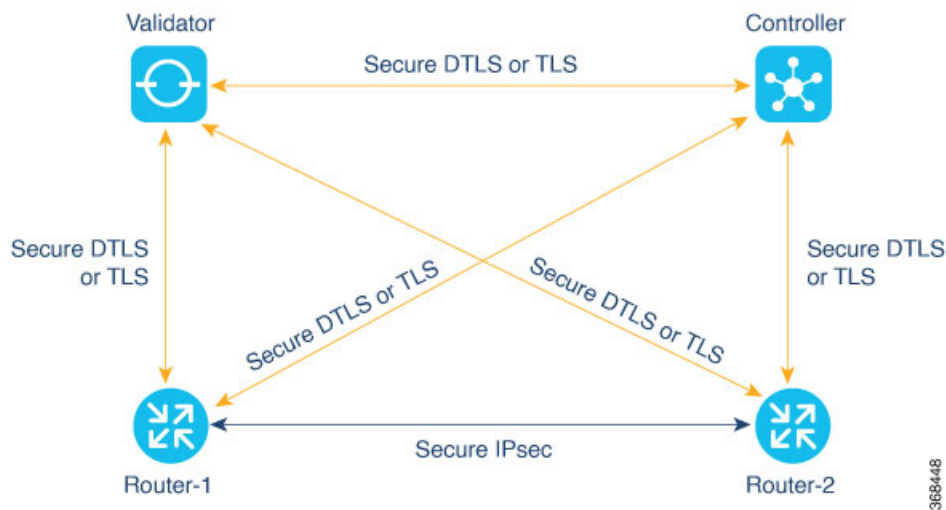 Validator
Controller
Secure DTLS or TLS
Secure DTLS
or TLS
Secure DTLS or TLS
Secure DTLS or TLS
Secure DTLS
or TLS
Secure IPsec
Router-1
Router-2
368448